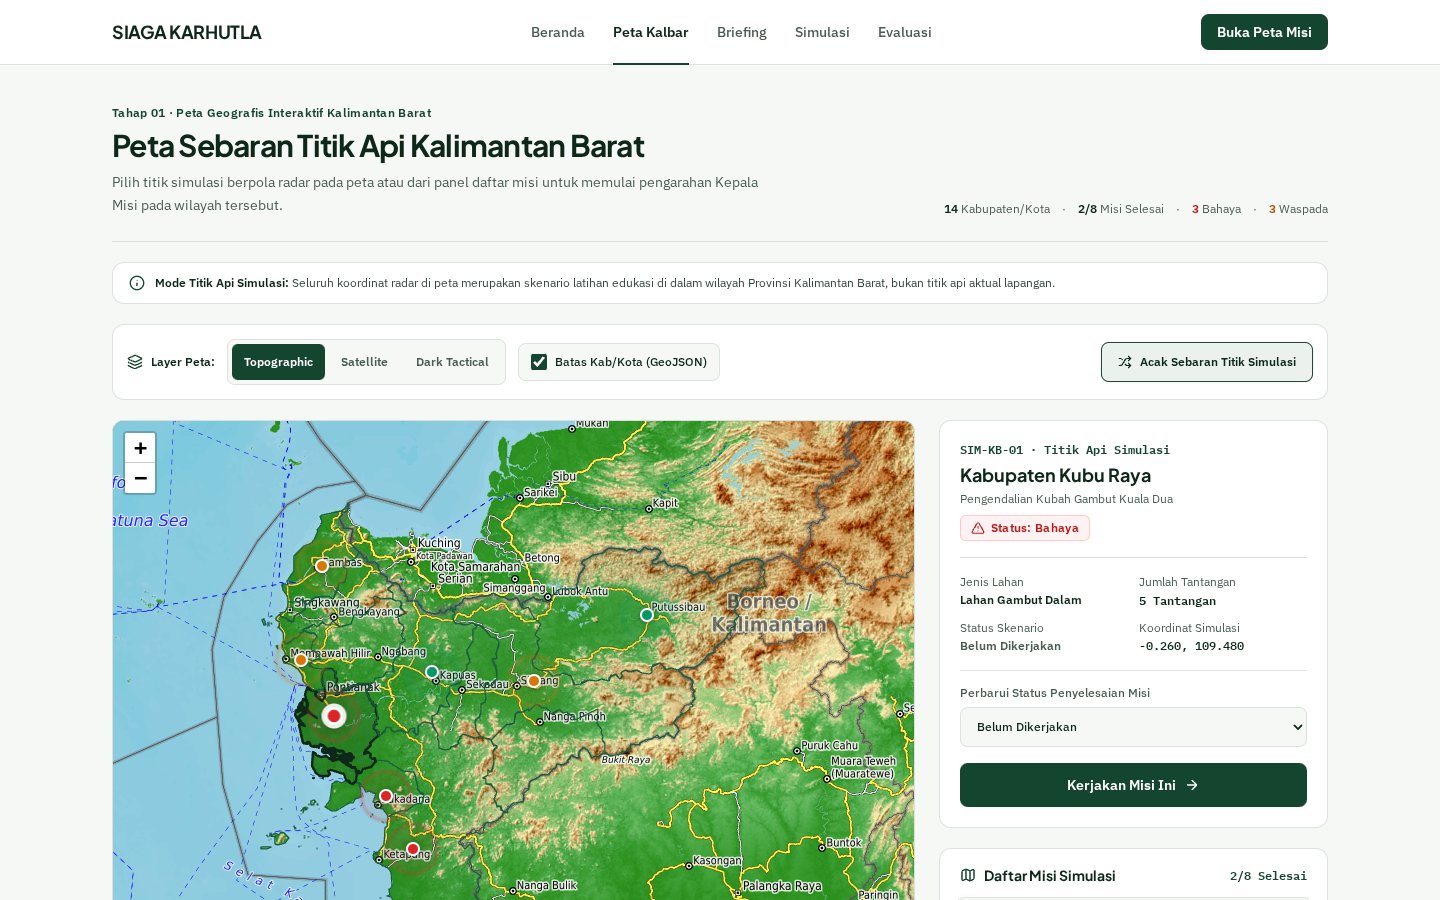 SIAGA KARHUTLA
Beranda
Peta Kalbar
Briefing
Simulasi
Evaluasi
Buka Peta Misi
Tahap 01 · Peta Geografis Interaktif Kalimantan Barat
Peta Sebaran Titik Api Kalimantan Barat
Pilih titik simulasi berpola radar pada peta atau dari panel daftar misi untuk memulai pengarahan Kepala
Misi pada wilayah tersebut.
14 Kabupaten/Kota · 2/8 Misi Selesai · 3 Bahaya · 3 Waspada
Mode Titik Api Simulasi: Seluruh koordinat radar di peta merupakan skenario latihan edukasi di dalam wilayah Provinsi Kalimantan Barat, bukan titik api aktual lapangan.
Layer Peta:
Topographic
Satellite
Dark Tactical
Batas Kab/Kota (GeoJSON)
Acak Sebaran Titik Simulasi
+
−
Mukah
Sibu
Sarikei
Kapit
atuna Sea
Kuching
Kota Padawan
Kota Samarahan
Serian
Betong
Simanggang
Lubok Antu
ambas
Singkawang
Bengkayang
Putussibau
Borneo /
Kalimantan
Mempawah Hilir
Ngabang
Kapuas
Sekadau
Pontianak
Nanga Pinoh
Bukit Raya
Puruk Cahu
Muara Teweh
(Muaratewe)
ukadana
Ketapang
Kasongan
Buntok
Nanga Bulik
Palangka Raya
Paringin
Selat K
SIM-KB-01 · Titik Api Simulasi
Kabupaten Kubu Raya
Pengendalian Kubah Gambut Kuala Dua
Status: Bahaya
Jenis Lahan
Lahan Gambut Dalam
Jumlah Tantangan
5 Tantangan
Status Skenario
Belum Dikerjakan
Koordinat Simulasi
-0.260, 109.480
Perbarui Status Penyelesaian Misi
Belum Dikerjakan
Kerjakan Misi Ini →
Daftar Misi Simulasi
2/8 Selesai